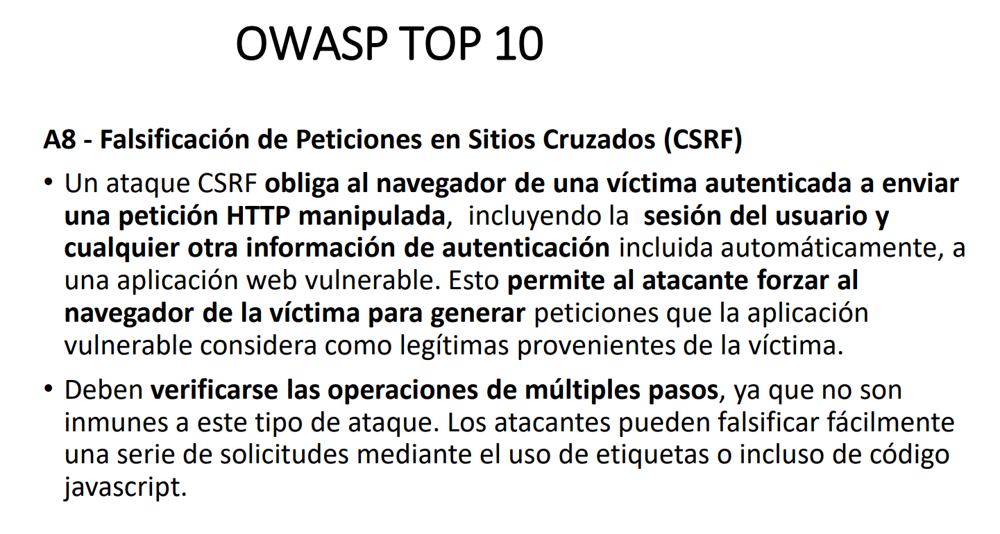 OWASP TOP 10
A8 - Falsificación de Peticiones en Sitios Cruzados (CSRF)
• Un ataque CSRF obliga al navegador de una víctima autenticada a enviar
una petición HTTP manipulada, incluyendo la sesión del usuario y
cualquier otra información de autenticación incluida automáticamente, a
una aplicación web vulnerable. Esto permite al atacante forzar al
navegador de la víctima para generar peticiones que la aplicación
vulnerable considera como legítimas provenientes de la víctima.
• Deben verificarse las operaciones de múltiples pasos, ya que no son
inmunes a este tipo de ataque. Los atacantes pueden falsificar fácilmente
una serie de solicitudes mediante el uso de etiquetas o incluso de código
javascript.